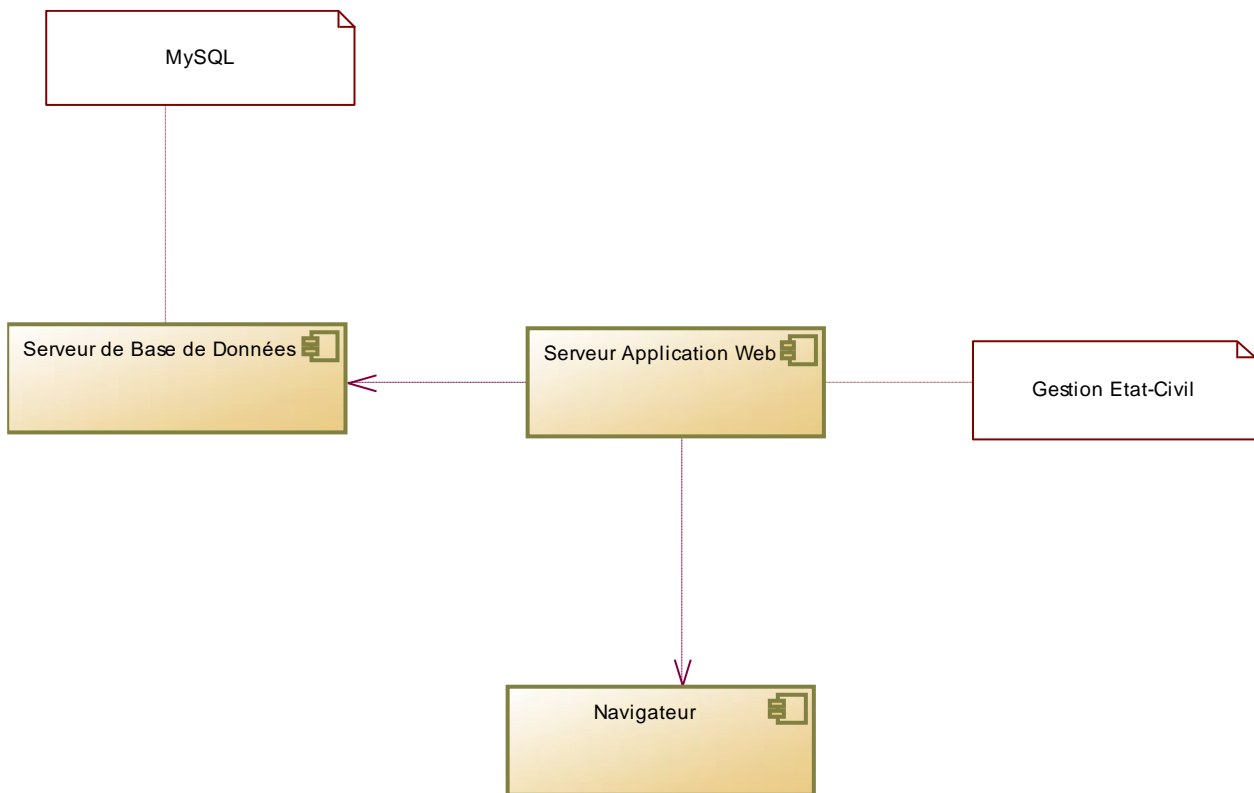 MySQL
Serveur de Base de Données
Serveur Application Web
Gestion Etat-Civil
Navigateur